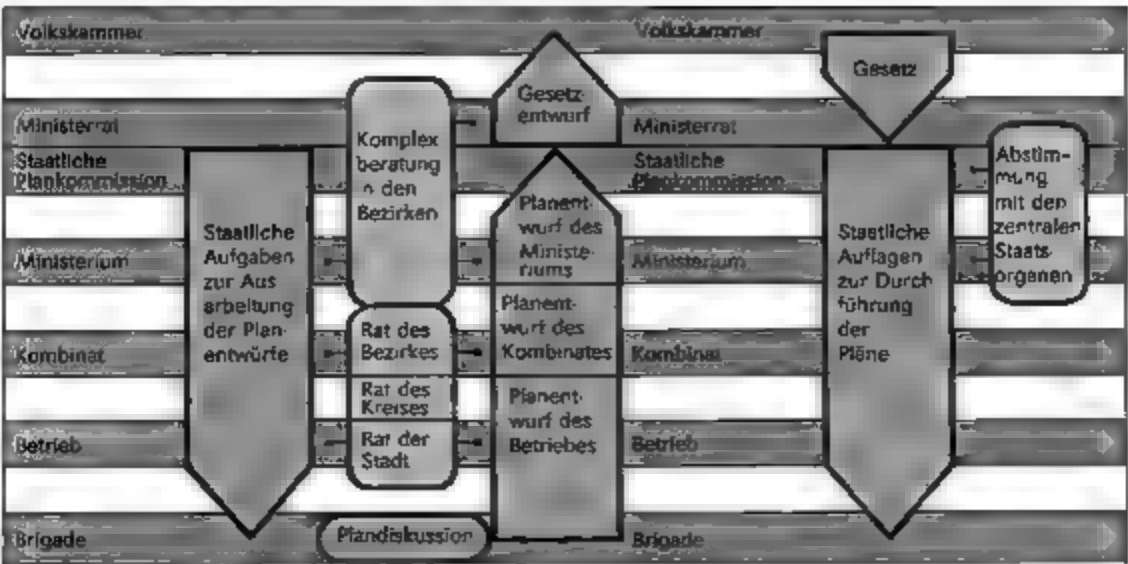 Volkskammer
Volkskammer
Gesetz
Gesetz-
entwurf
Ministerrat
Ministerrat
Komplex
beratung
in den
Bezirken
Staatliche
Plankommission
Staatliche
Plankommission
Abstim-
mung
mit den
zentralen
Staats-
organen
Staatliche
Aufgaben
zur Aus
arbeitung
der Plan-
entwürfe
Planent-
wurf des
Ministe-
riums
Staatliche
Auflagen
zur Durch
führung
der
Pläne
Ministerium
Ministerium
Planent-
wurf des
Kombinates
Rat des
Bezirkes
Kombinat
Kombinat
Rat des
Kreises
Planent-
wurf des
Betriebes
Rat der
Stadt
Betrieb
Betrieb
Plandiskussion
Brigade
Brigade